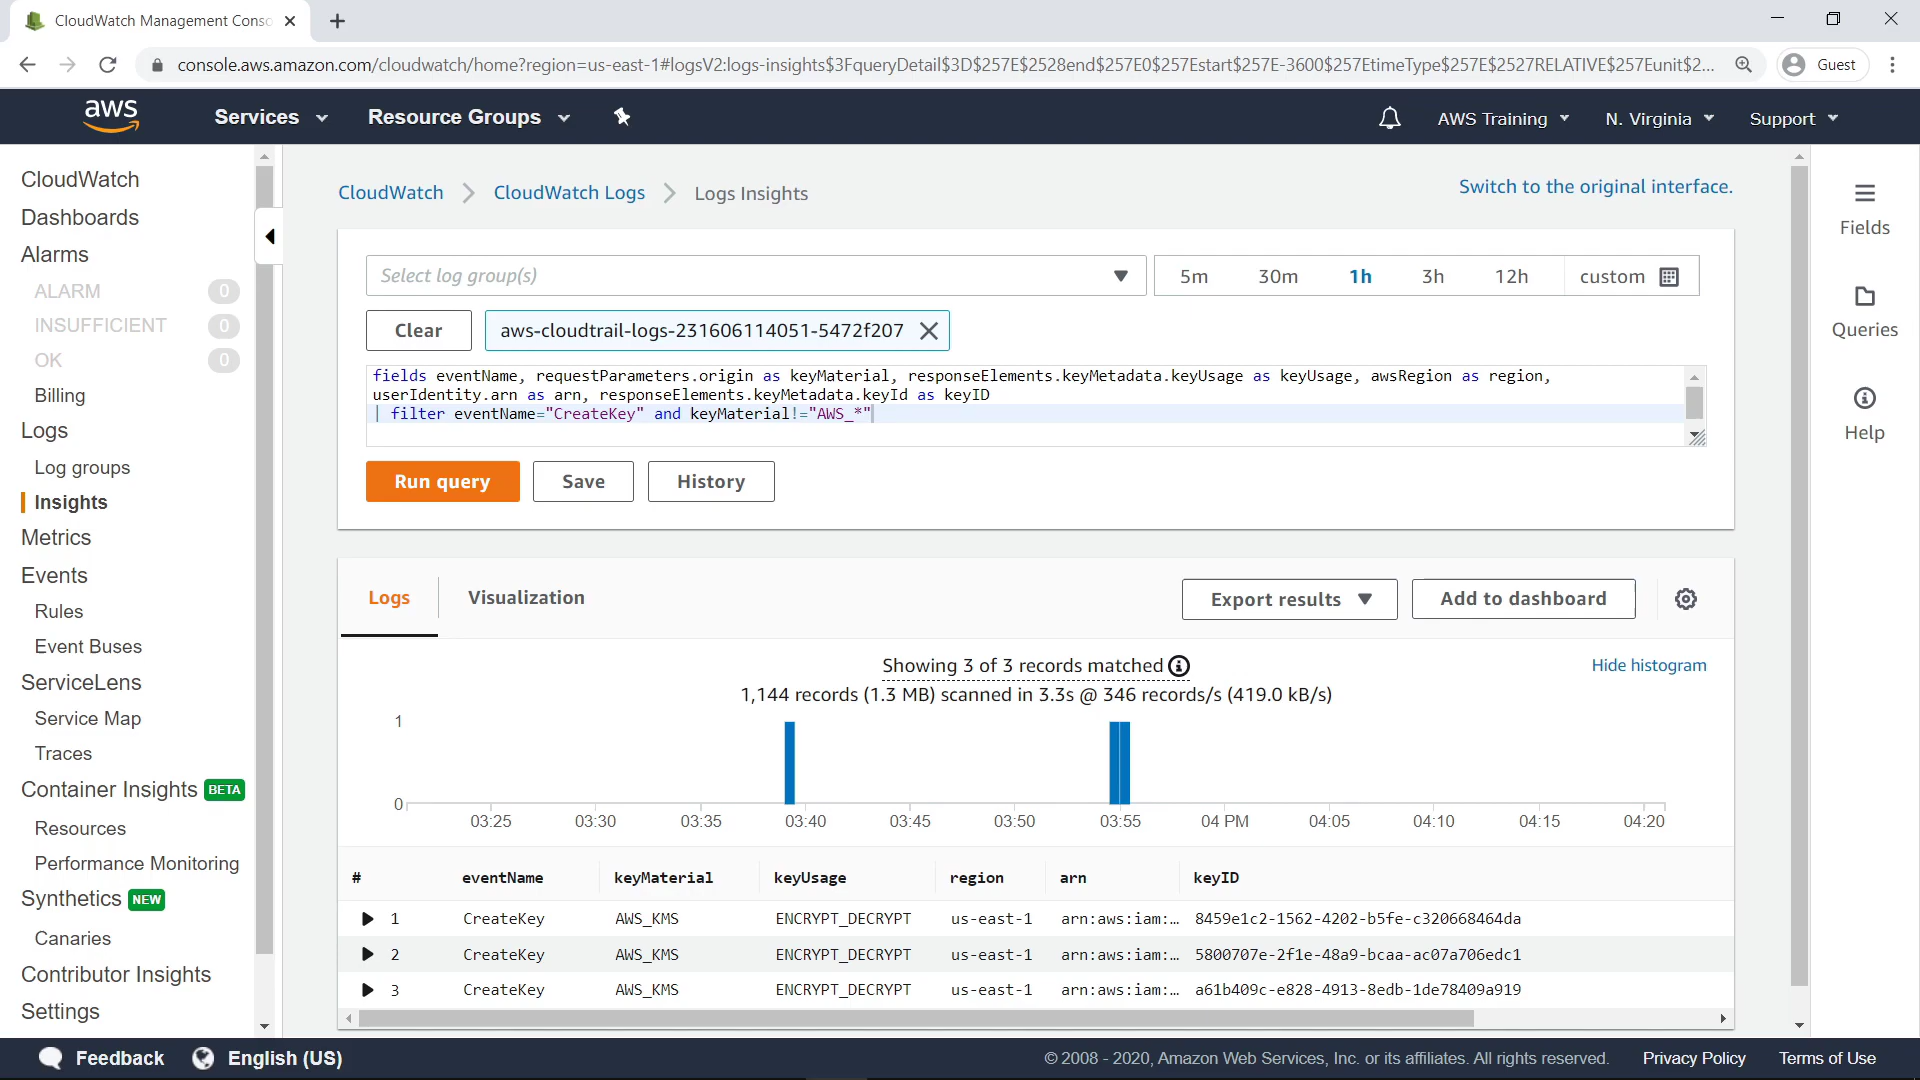 CloudWatch Management Conso
console.aws.amazon.com/cloudwatch/home?region=us-east-1#logsV2:logs-insights$3FqueryDetail$3D$257E$2528end$257E0$257Estart$257E-3600$257EtimeType$257E$2527RELATIVE$257Eunit$2...
Guest
aws
Services
Resource Groups
AWS Training
N. Virginia
Support
CloudWatch
Dashboards
Alarms
ALARM 0
INSUFFICIENT 0
OK 0
Billing
Logs
Log groups
Insights
Metrics
Events
Rules
Event Buses
ServiceLens
Service Map
Traces
Container Insights BETA
Resources
Performance Monitoring
Synthetics NEW
Canaries
Contributor Insights
Settings
CloudWatch
CloudWatch Logs
Logs Insights
Switch to the original interface.
Select log group(s)
5m 30m 1h 3h 12h custom
Clear
aws-cloudtrail-logs-231606114051-5472f207
fields eventName, requestParameters.origin as keyMaterial, responseElements.keyMetadata.keyUsage as keyUsage, awsRegion as region,
userIdentity.arn as arn, responseElements.keyMetadata.keyId as keyID
| filter eventName="CreateKey" and keyMaterial!="AWS_*"
Run query
Save
History
Fields
Queries
Help
Logs
Visualization
Export results
Add to dashboard
Showing 3 of 3 records matched
Hide histogram
1,144 records (1.3 MB) scanned in 3.3s @ 346 records/s (419.0 kB/s)
1
0
03:25 03:30 03:35 03:40 03:45 03:50 03:55 04 PM 04:05 04:10 04:15 04:20
# eventName keyMaterial keyUsage region arn keyID
1 CreateKey AWS_KMS ENCRYPT_DECRYPT us-east-1 arn:aws:iam:… 8459e1c2-1562-4202-b5fe-c320668464da
2 CreateKey AWS_KMS ENCRYPT_DECRYPT us-east-1 arn:aws:iam:… 5800707e-2f1e-48a9-bcaa-ac07a706edc1
3 CreateKey AWS_KMS ENCRYPT_DECRYPT us-east-1 arn:aws:iam:… a61b409c-e828-4913-8edb-1de78409a919
Feedback
English (US)
© 2008 - 2020, Amazon Web Services, Inc. or its affiliates. All rights reserved.
Privacy Policy
Terms of Use